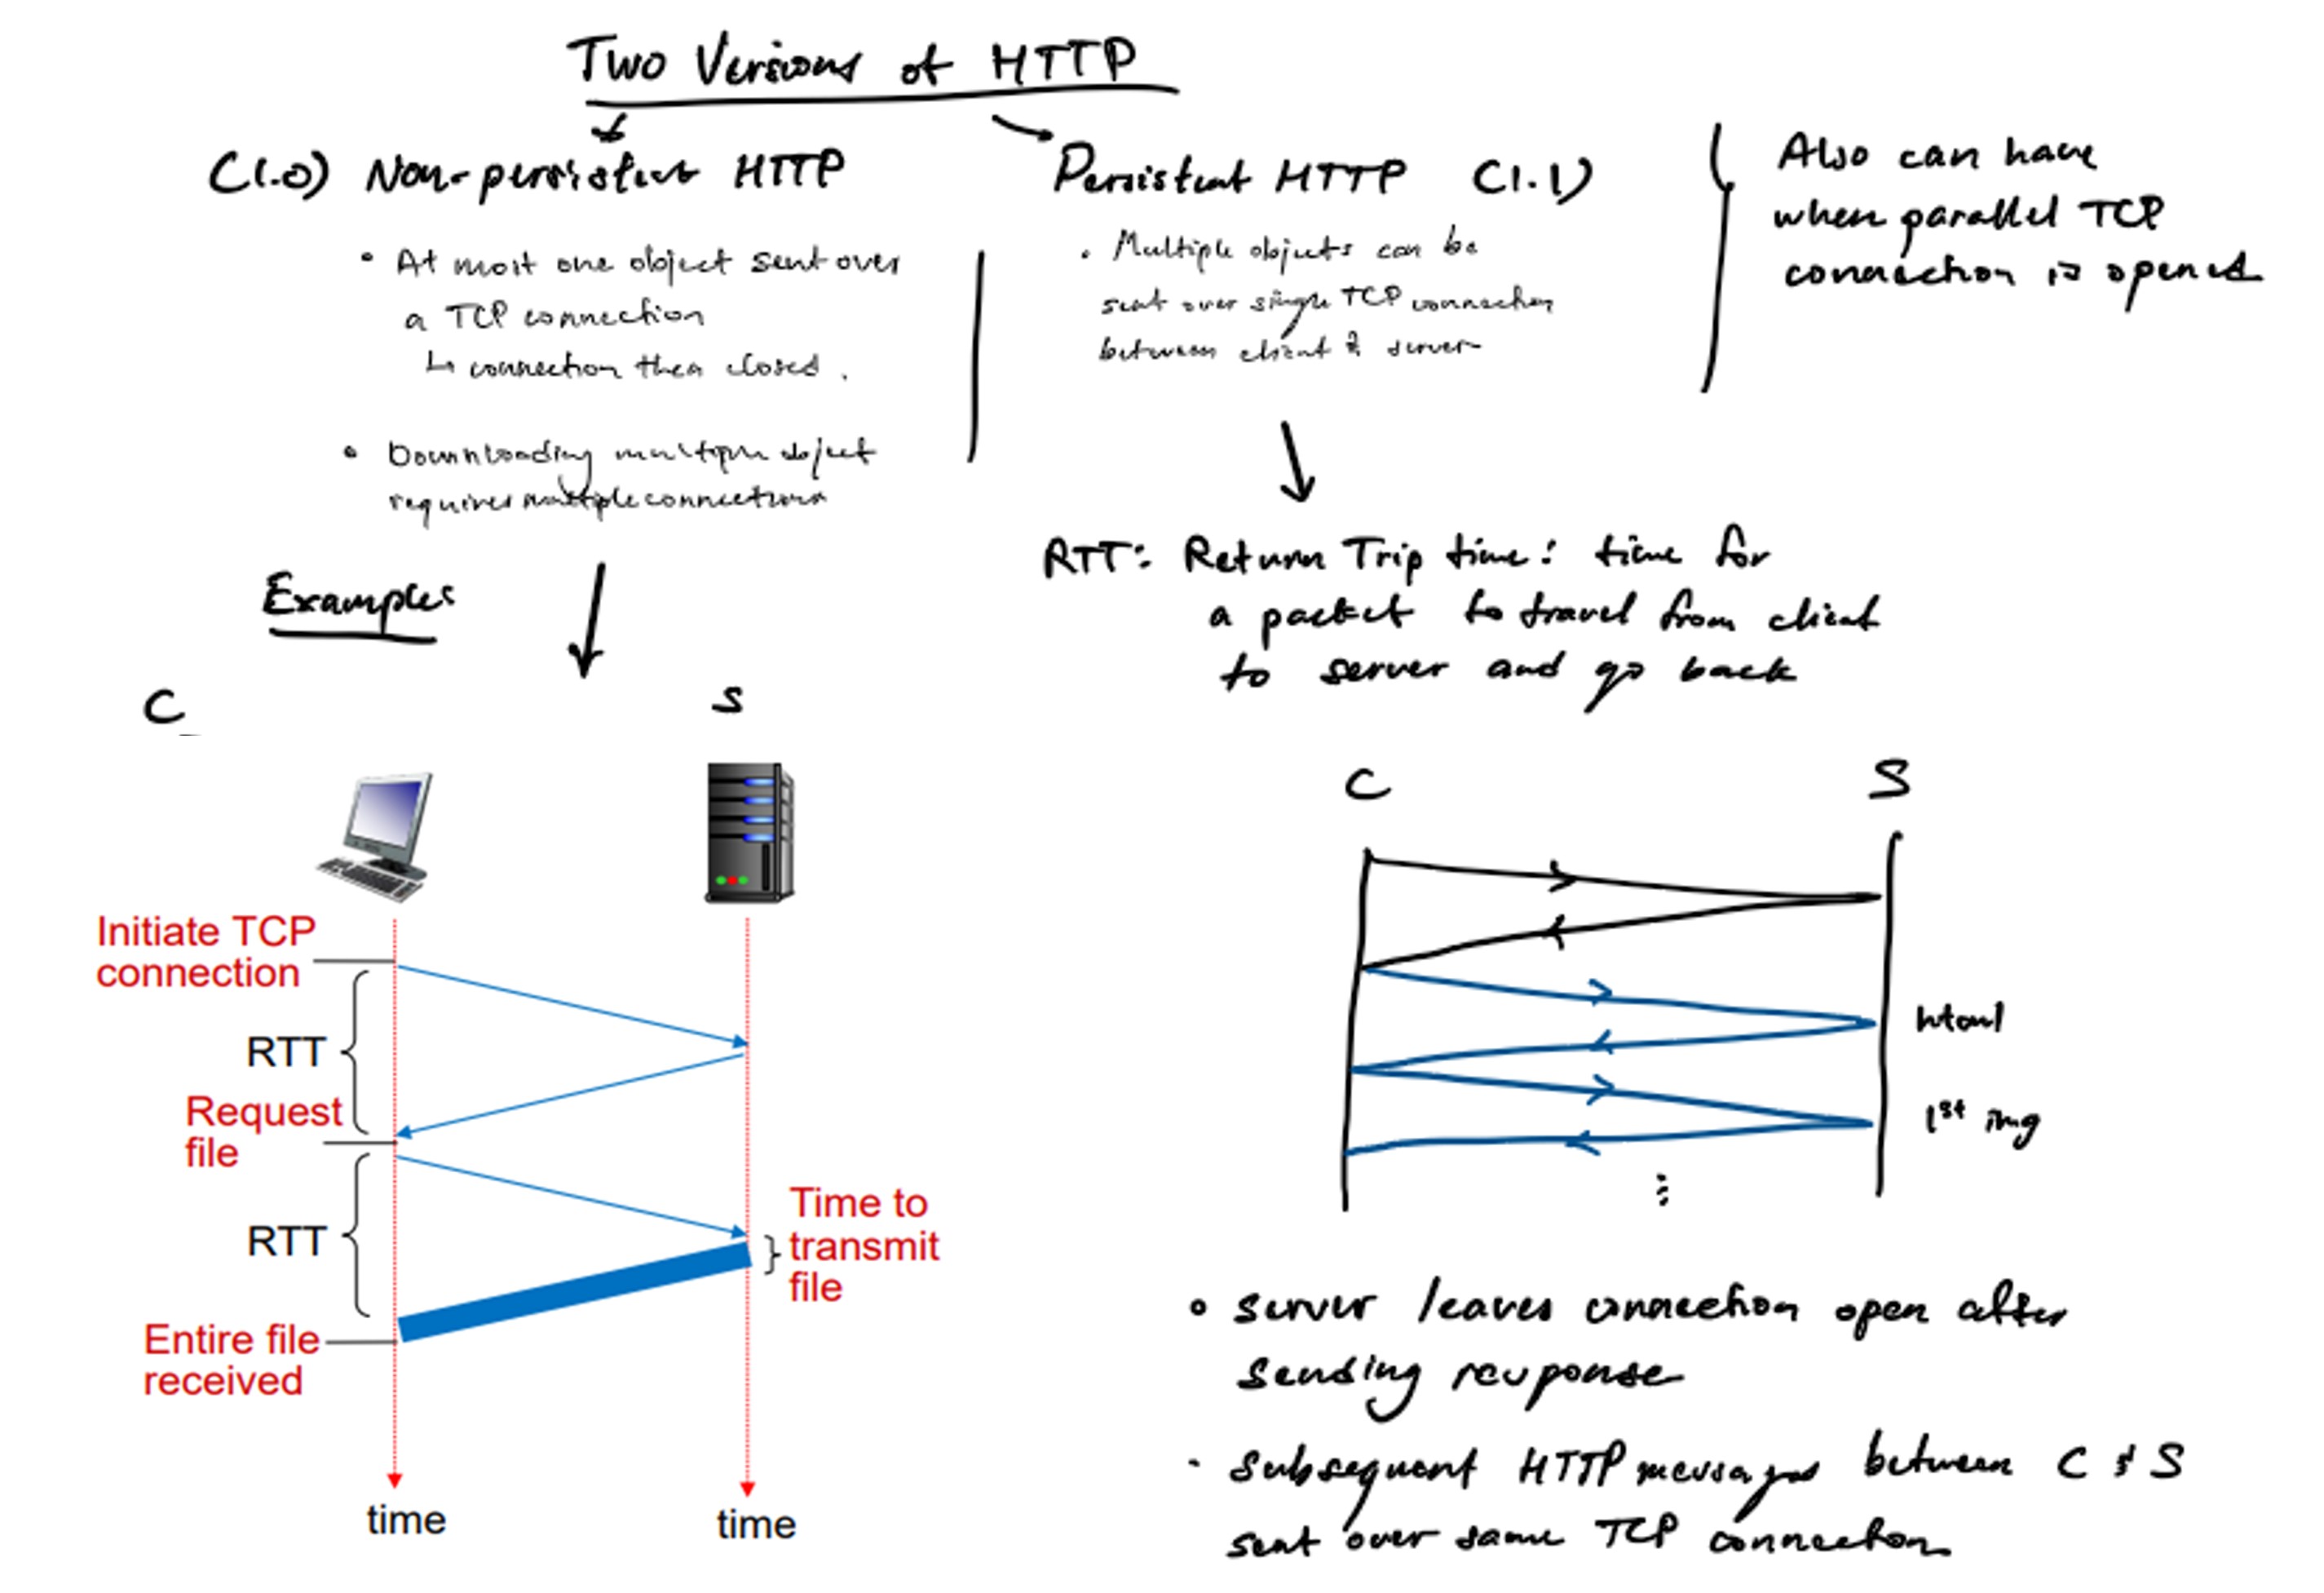 Two Versions of HTTP
(1.0) Non-persistent HTTP
• At most one object sent over
a TCP connection
↳ connection then closed.
• Downloading multiple object
requires multiple connections
Persistent HTTP (1.1)
• Multiple objects can be
sent over single TCP connection
between client & server
Also can have
when parallel TCP
connection is opened
Examples
C
S
Initiate TCP
connection
RTT
Request
file
RTT
Time to
transmit
file
Entire file
received
time
time
RTT: Return Trip time: time for
a packet to travel from client
to server and go back
C
S
html
1st img
• server leaves connection open after
sending response
• subsequent HTTP messages between C & S
sent over same TCP connection